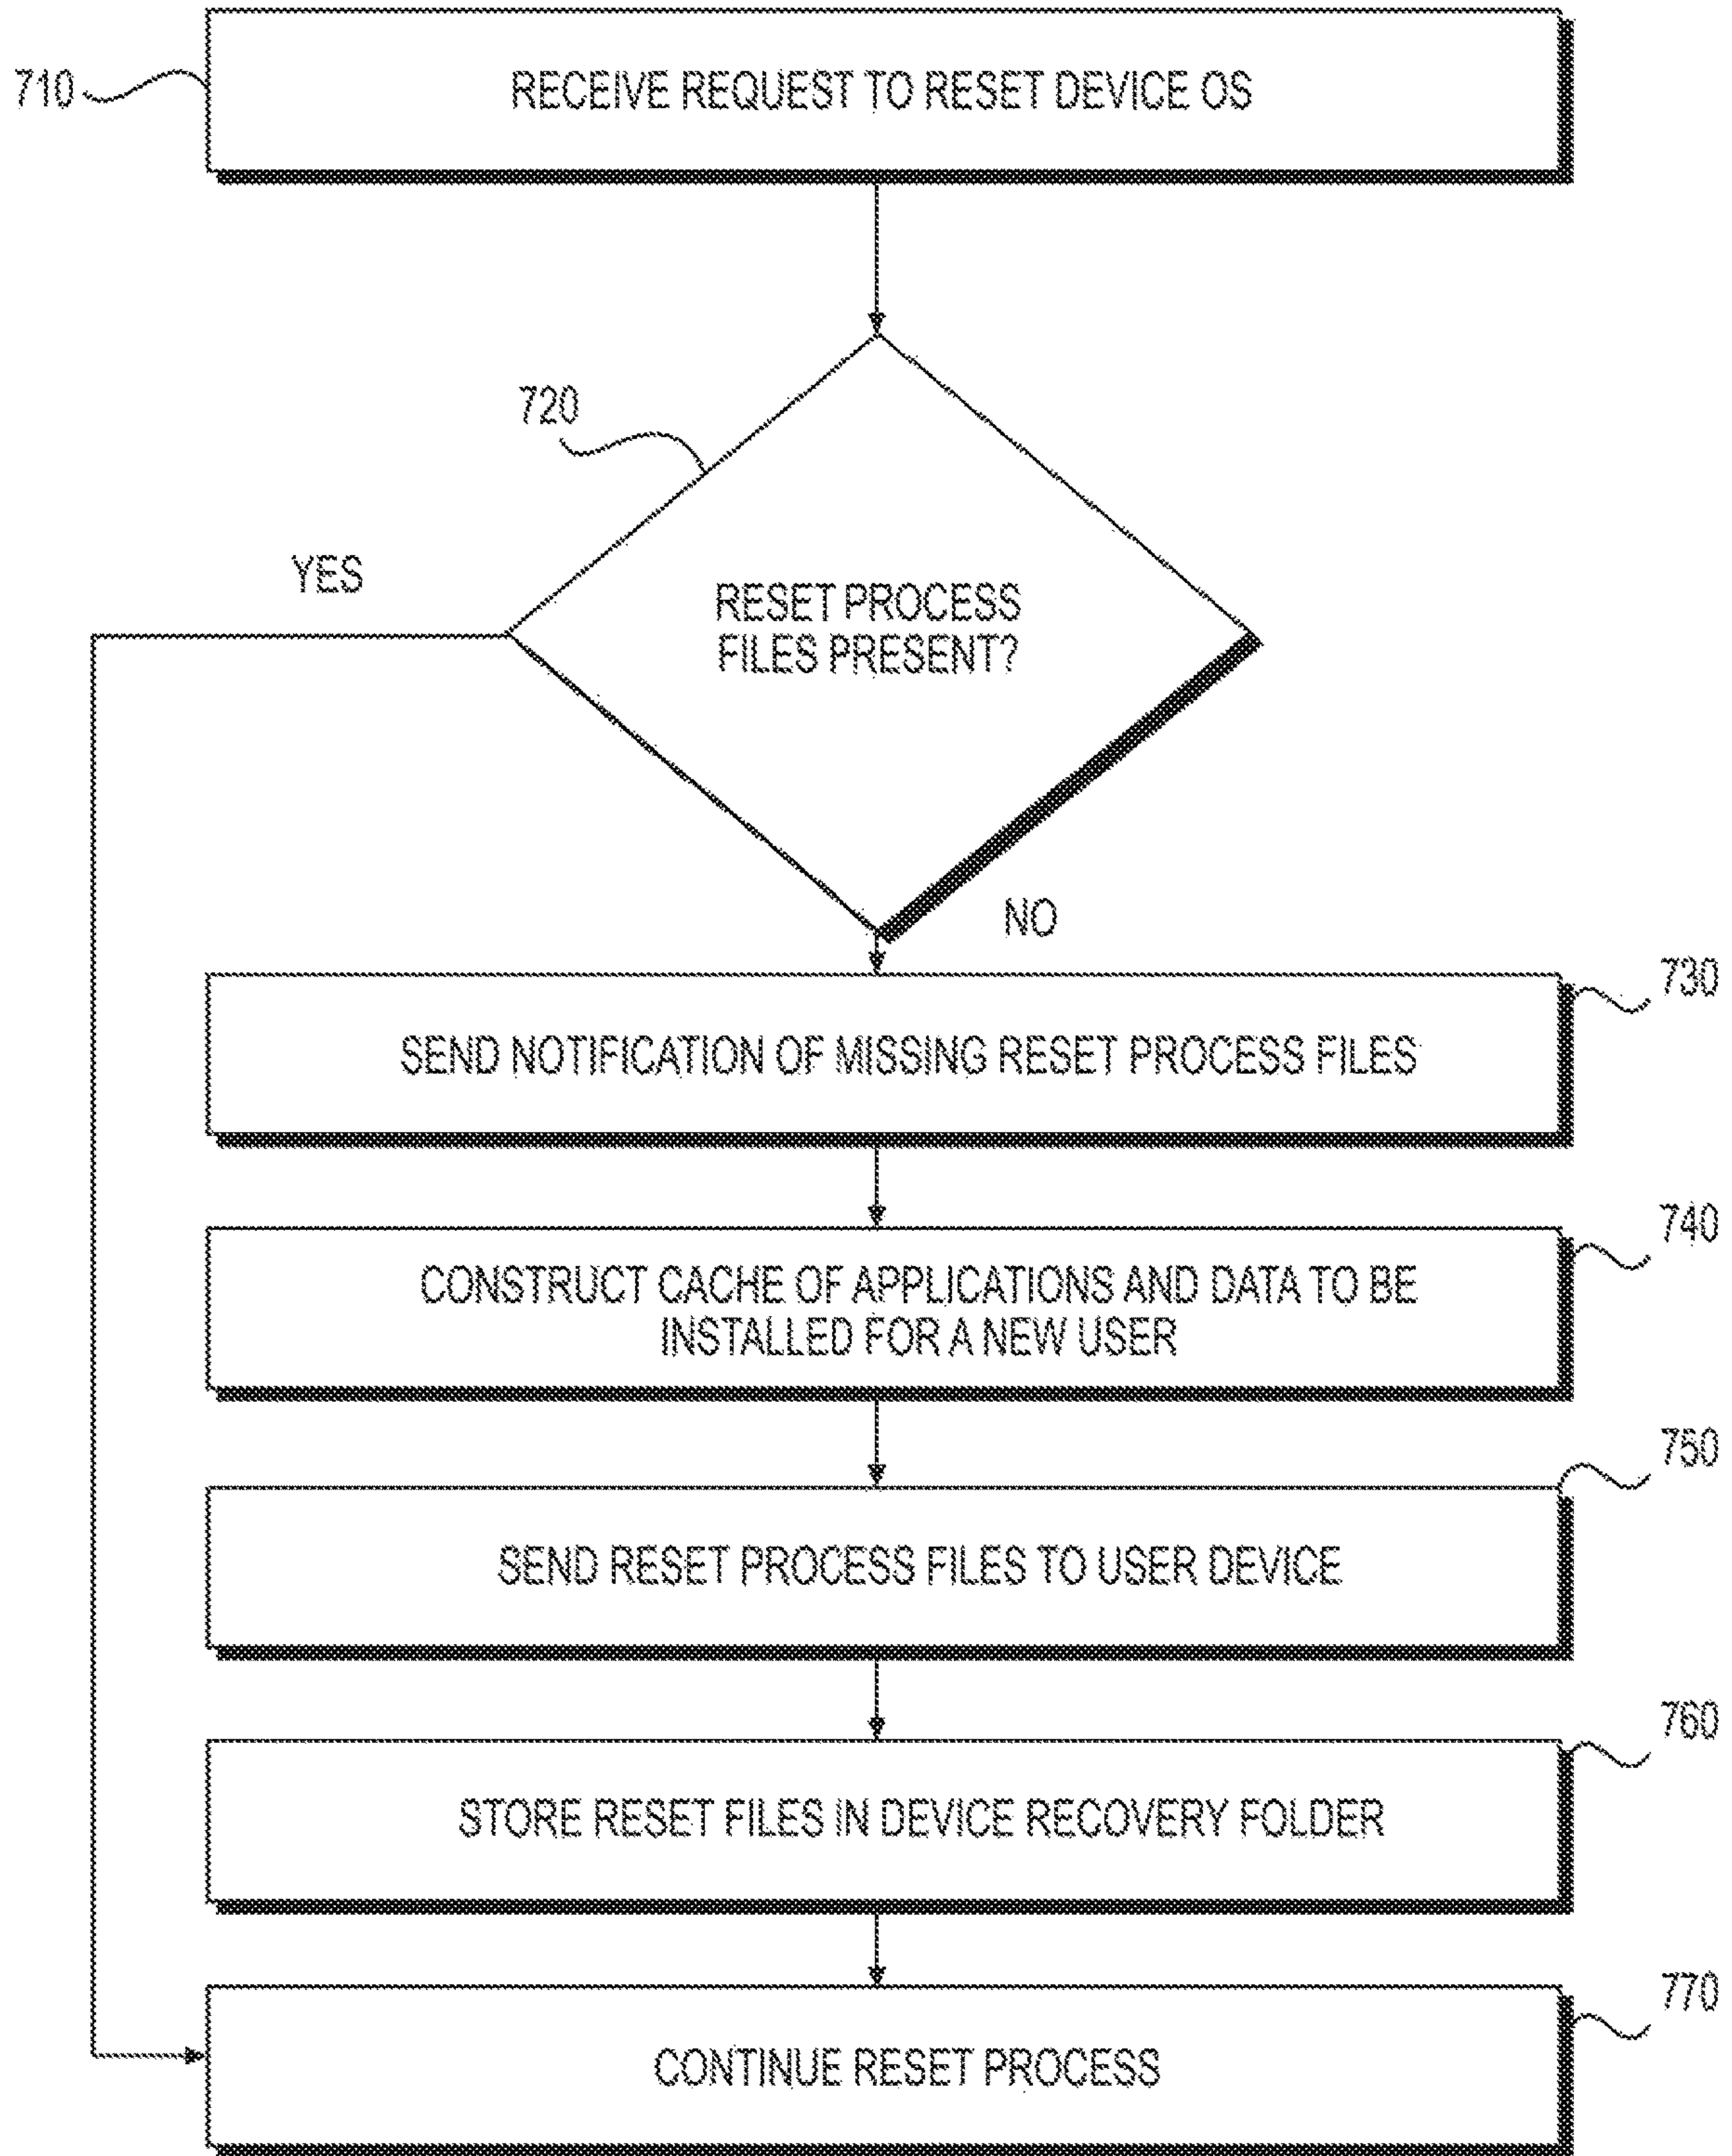 710
RECEIVE REQUEST TO RESET DEVICE OS
720
YES
RESET PROCESS
FILES PRESENT?
NO
730
SEND NOTIFICATION OF MISSING RESET PROCESS FILES
740
CONSTRUCT CACHE OF APPLICATIONS AND DATA TO BE
INSTALLED FOR A NEW USER
750
SEND RESET PROCESS FILES TO USER DEVICE
760
STORE RESET FILES IN DEVICE RECOVERY FOLDER
770
CONTINUE RESET PROCESS